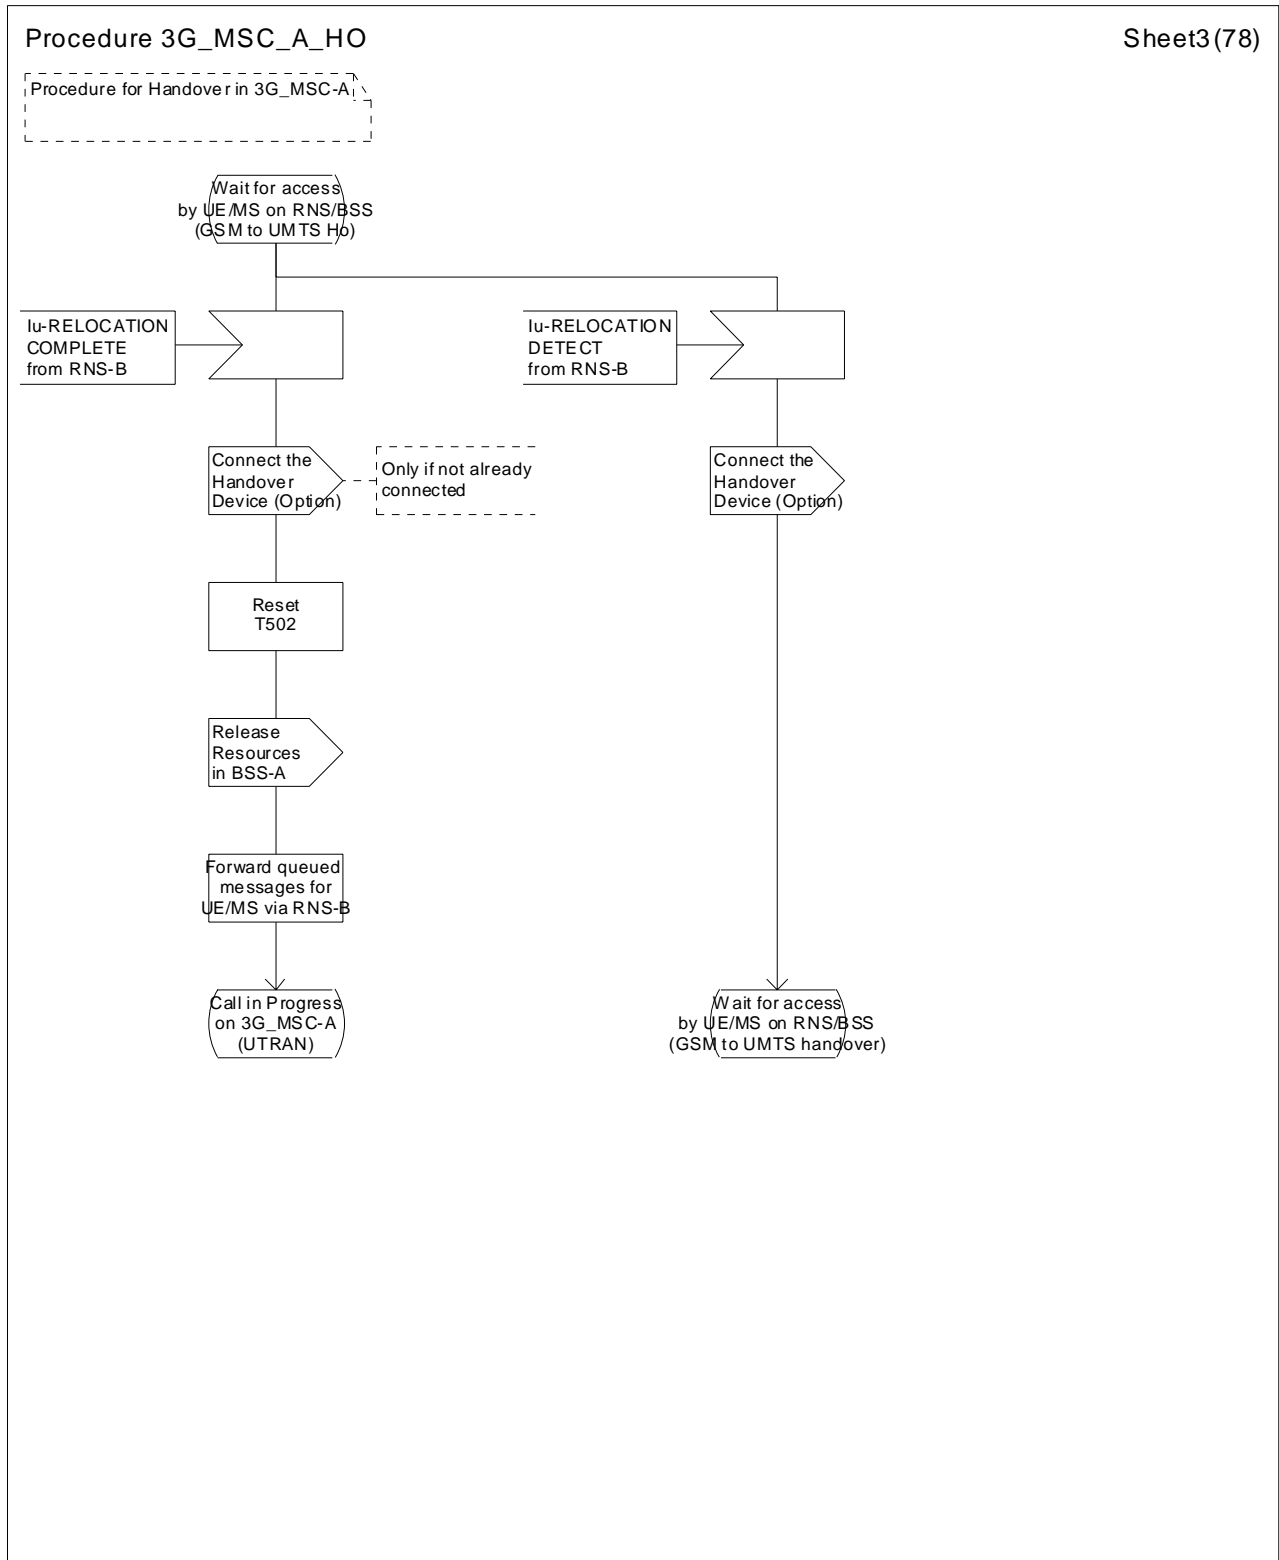 Procedure 3G_MSC_A_HO
Sheet3(78)
Procedure for Handover in 3G_MSC-A
Wait for access
by UE/MS on RNS/BSS
(GSM to UMTS Ho)
Iu-RELOCATION
COMPLETE
from RNS-B
Iu-RELOCATION
DETECT
from RNS-B
Connect the
Handover
Device (Option)
Only if not already
connected
Connect the
Handover
Device (Option)
Reset
T502
Release
Resources
in BSS-A
Forward queued
messages for
UE/MS via RNS-B
Call in Progress
on 3G_MSC-A
(UTRAN)
Wait for access
by UE/MS on RNS/BSS
(GSM to UMTS handover)